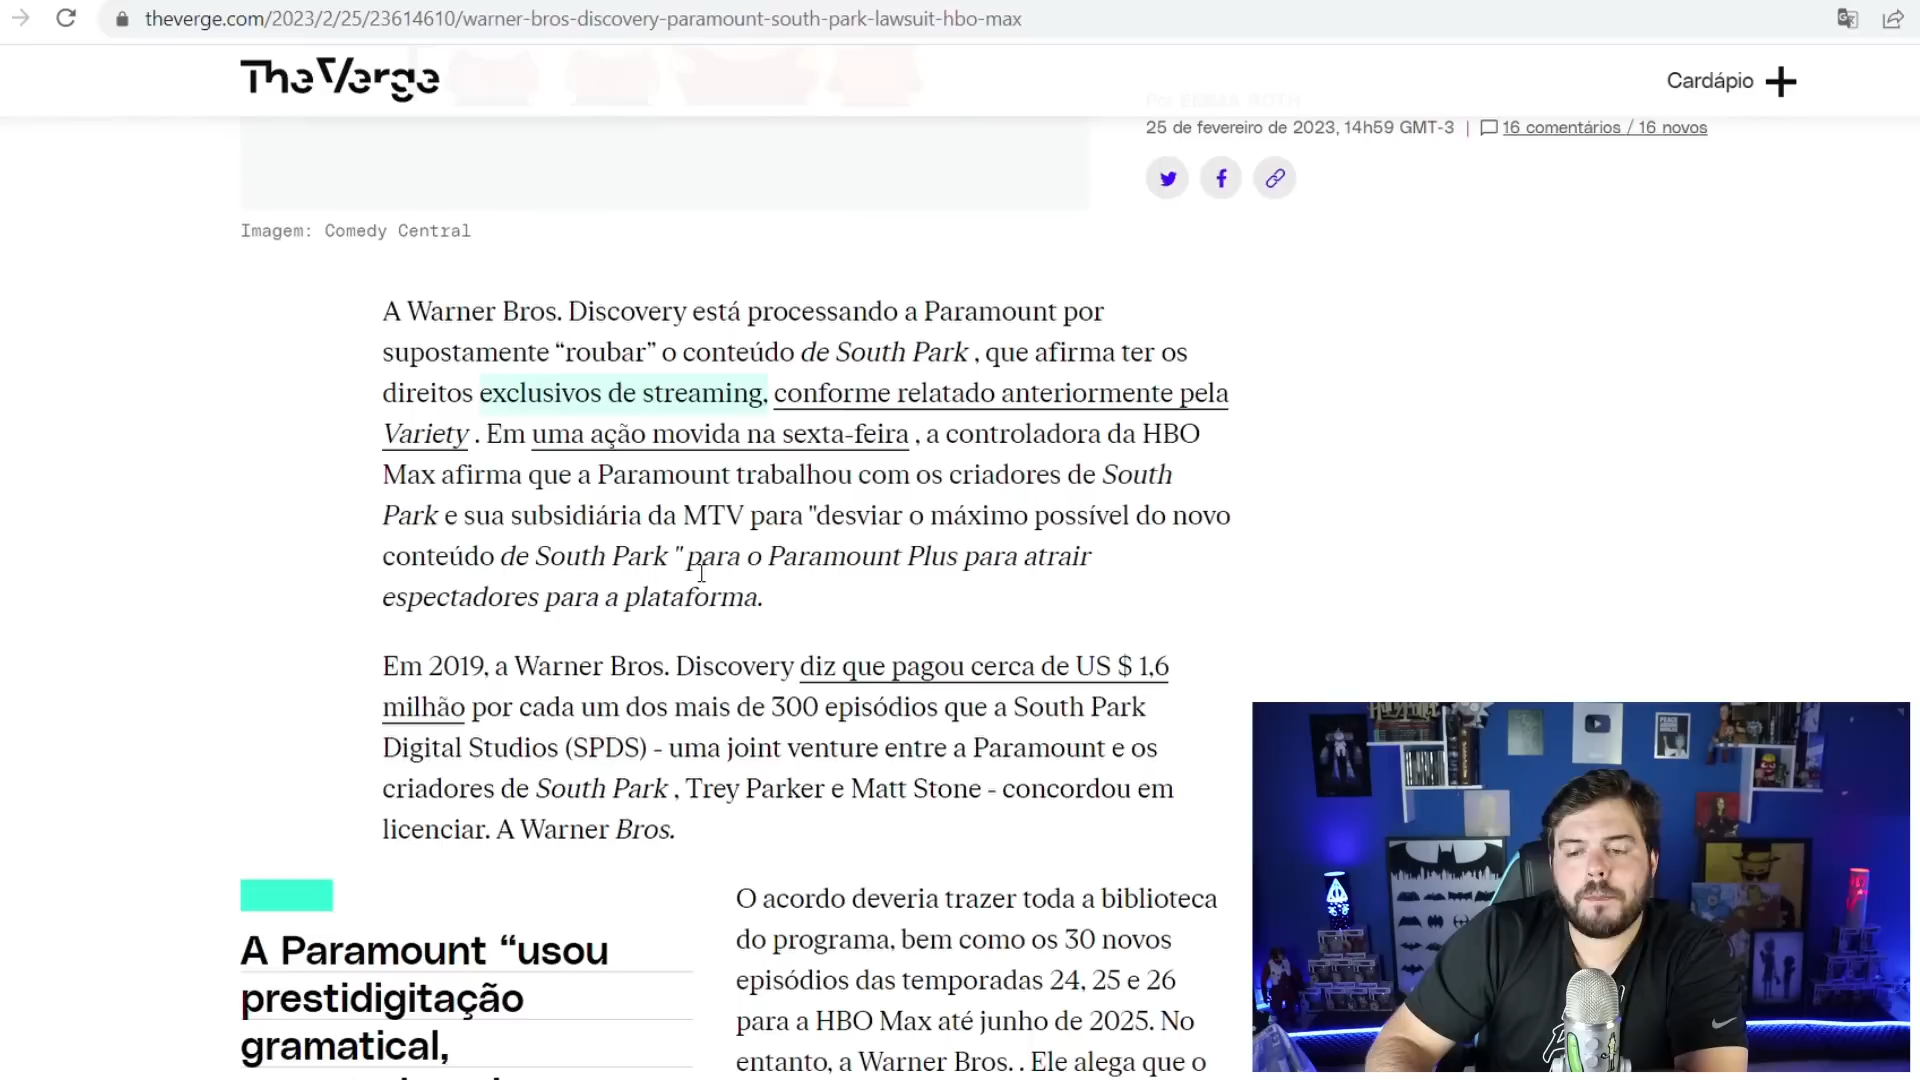 theverge.com/2023/2/25/23614610/warner-bros-discovery-paramount-south-park-lawsuit-hbo-max
The Verge
Cardápio
Por EMMA ROTH
25 de fevereiro de 2023, 14h59 GMT-3 | 16 comentários / 16 novos
Imagem: Comedy Central
A Warner Bros. Discovery está processando a Paramount por
supostamente “roubar” o conteúdo de South Park , que afirma ter os
direitos exclusivos de streaming, conforme relatado anteriormente pela
Variety . Em uma ação movida na sexta-feira , a controladora da HBO
Max afirma que a Paramount trabalhou com os criadores de South
Park e sua subsidiária da MTV para "desviar o máximo possível do novo
conteúdo de South Park " para o Paramount Plus para atrair
espectadores para a plataforma.
Em 2019, a Warner Bros. Discovery diz que pagou cerca de US $ 1,6
milhão por cada um dos mais de 300 episódios que a South Park
Digital Studios (SPDS) - uma joint venture entre a Paramount e os
criadores de South Park , Trey Parker e Matt Stone - concordou em
licenciar. A Warner Bros.
A Paramount “usou
prestidigitação
gramatical,
O acordo deveria trazer toda a biblioteca
do programa, bem como os 30 novos
episódios das temporadas 24, 25 e 26
para a HBO Max até junho de 2025. No
entanto, a Warner Bros. . Ele alega que o